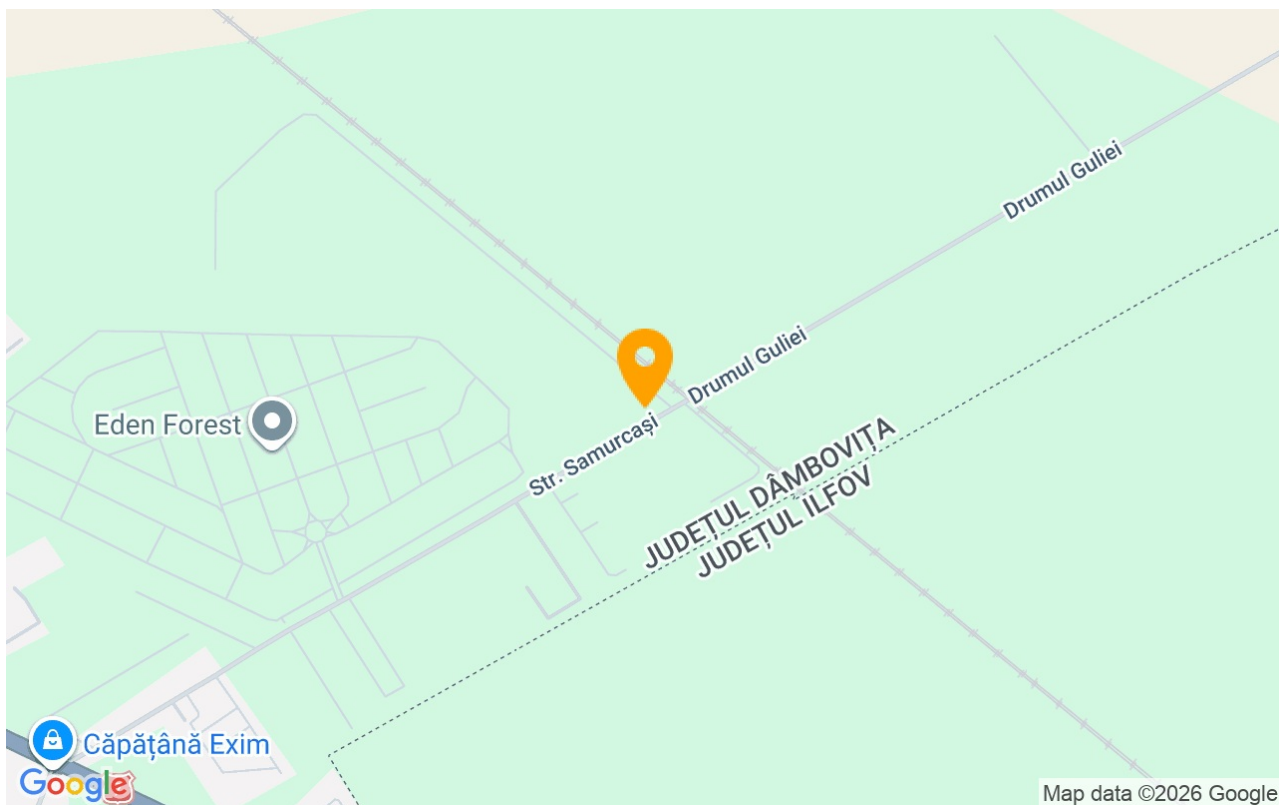 Drumul Guliei
Drumul Guliei
Eden Forest
Str. Samurcași
JUDEȚUL DÂMBOVIȚA
JUDEȚUL ILFOV
Căpățână Exim
Google
Map data ©2026 Google